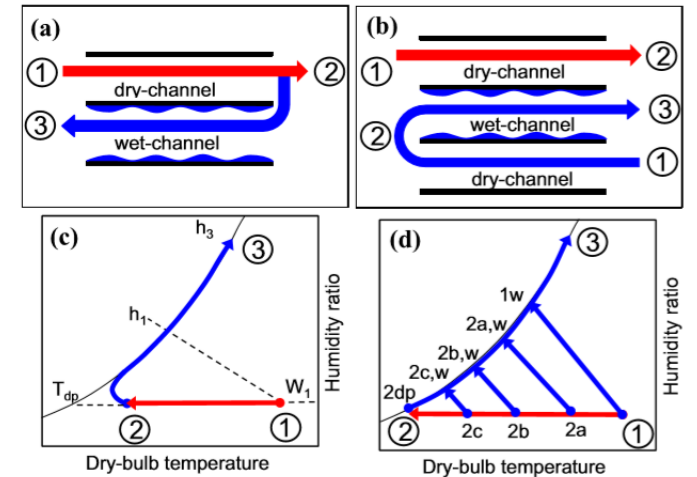 (a)
① dry-channel ②
③ wet-channel
(b)
① dry-channel ②
② wet-channel ③
dry-channel ①
(c)
h3
③
h1
Tdp
W1
② ①
Humidity ratio
Dry-bulb temperature
(d)
③
1w
2a,w
2b,w
2c,w
2dp
② 2c 2b 2a ①
Humidity ratio
Dry-bulb temperature